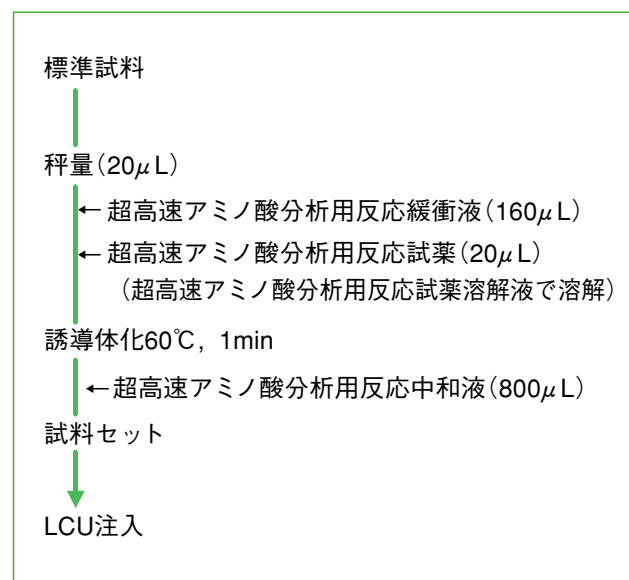 標準試料
秤量(20μL)
←超高速アミノ酸分析用反応緩衝液(160μL)
←超高速アミノ酸分析用反応試薬(20μL)
(超高速アミノ酸分析用反応試薬溶解液で溶解)
誘導体化60℃, 1min
←超高速アミノ酸分析用反応中和液(800μL)
試料セット
LCU注入